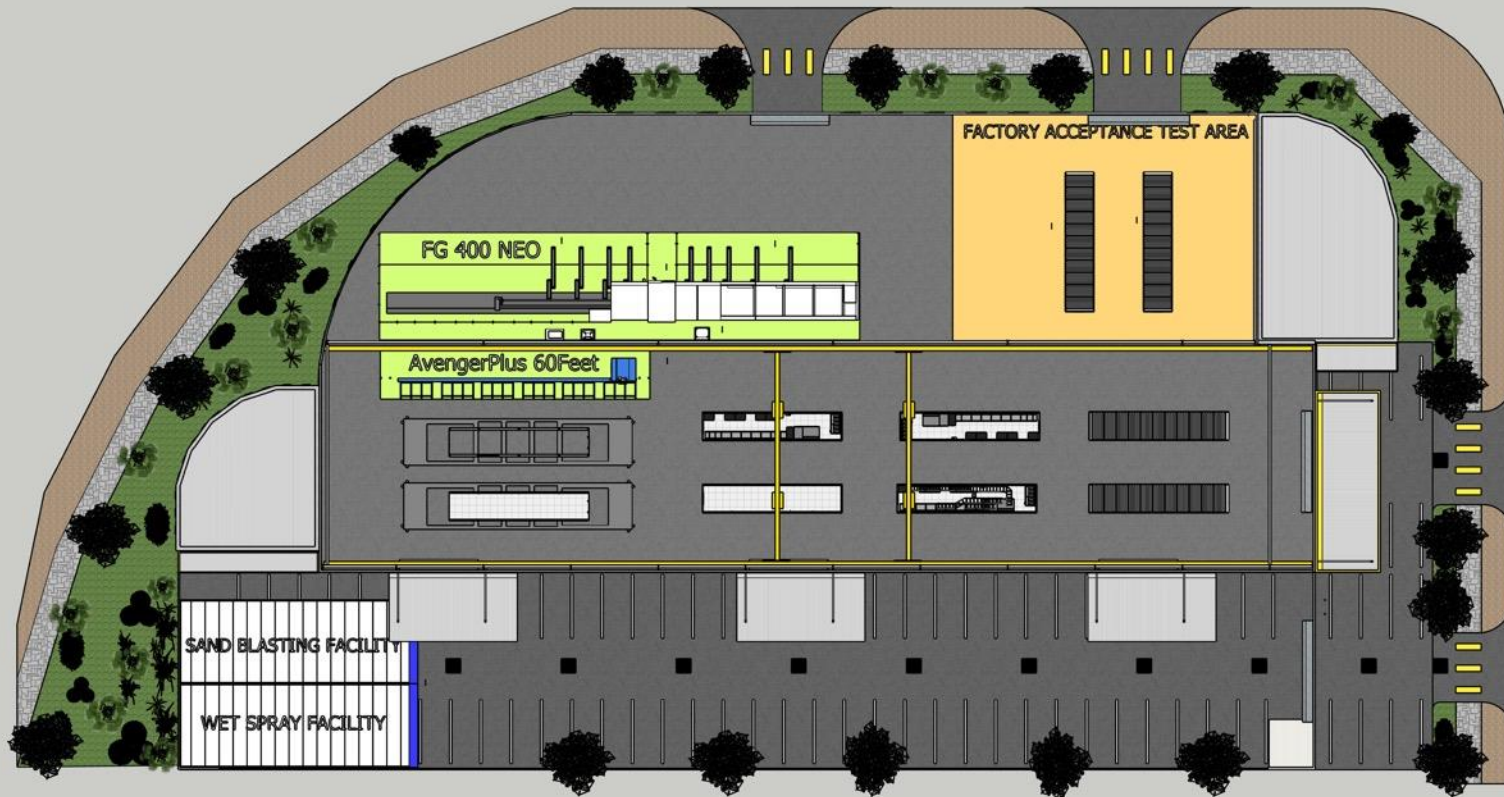 FACTORY ACCEPTANCE TEST AREA
FG 400 NEO
AvengerPlus 60Feet
SAND BLASTING FACILITY
WET SPRAY FACILITY